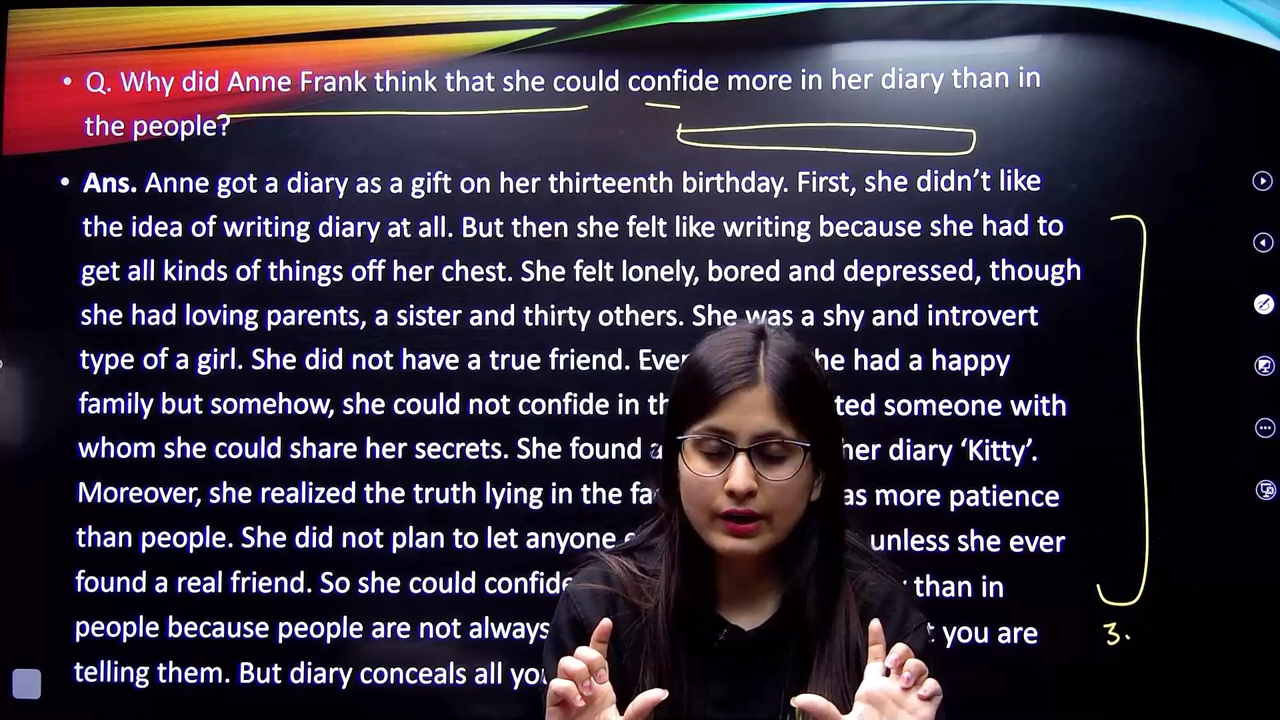 • Q. Why did Anne Frank think that she could confide more in her diary than in
the people?
• Ans. Anne got a diary as a gift on her thirteenth birthday. First, she didn't like
the idea of writing diary at all. But then she felt like writing because she had to
get all kinds of things off her chest. She felt lonely, bored and depressed, though
she had loving parents, a sister and thirty others. She was a shy and introvert
type of a girl. She did not have a true friend. he had a happy
family but somehow, she could not confide in someone with
whom she could share her secrets. She found her diary 'Kitty'.
Moreover, she realized the truth lying in the more patience
than people. She did not plan to let anyone unless she ever
found a real friend. So she could confide than in
people because people are not always you are
telling them. But diary conceals all
3.